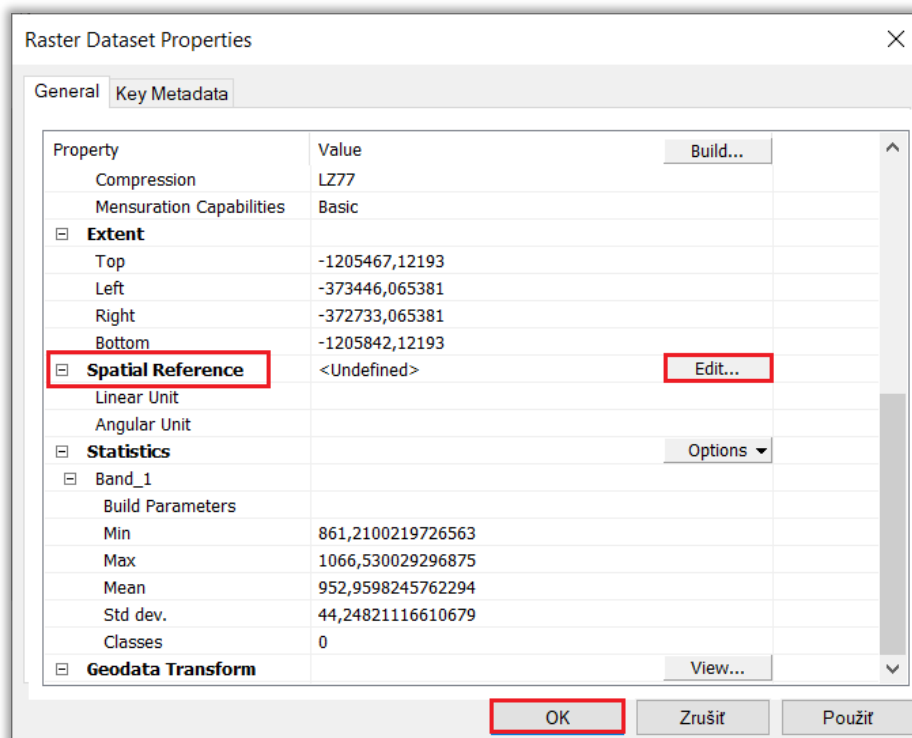 Raster Dataset Properties
General Key Metadata
Property Value Build...
Compression LZ77
Mensuration Capabilities Basic
Extent
Top -1205467,12193
Left -373446,065381
Right -372733,065381
Bottom -1205842,12193
Spatial Reference <Undefined> Edit...
Linear Unit
Angular Unit
Statistics Options
Band_1
Build Parameters
Min 861,2100219726563
Max 1066,530029296875
Mean 952,9598245762294
Std dev. 44,24821116610679
Classes 0
Geodata Transform View...
OK Zrušiť Použiť